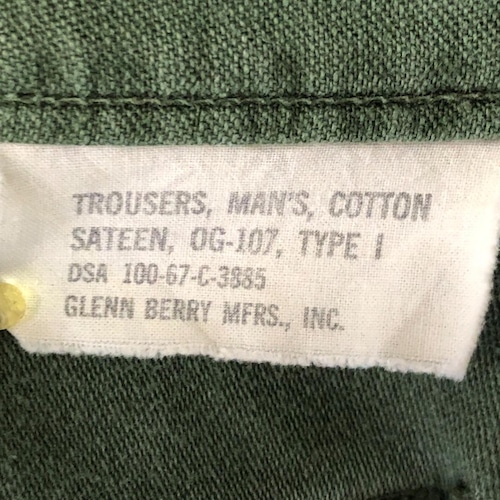 TROUSERS, MAN'S, COTTON
SATEEN, OG-107, TYPE I
DSA 100-67-C-3885
GLENN BERRY MFRS., INC.